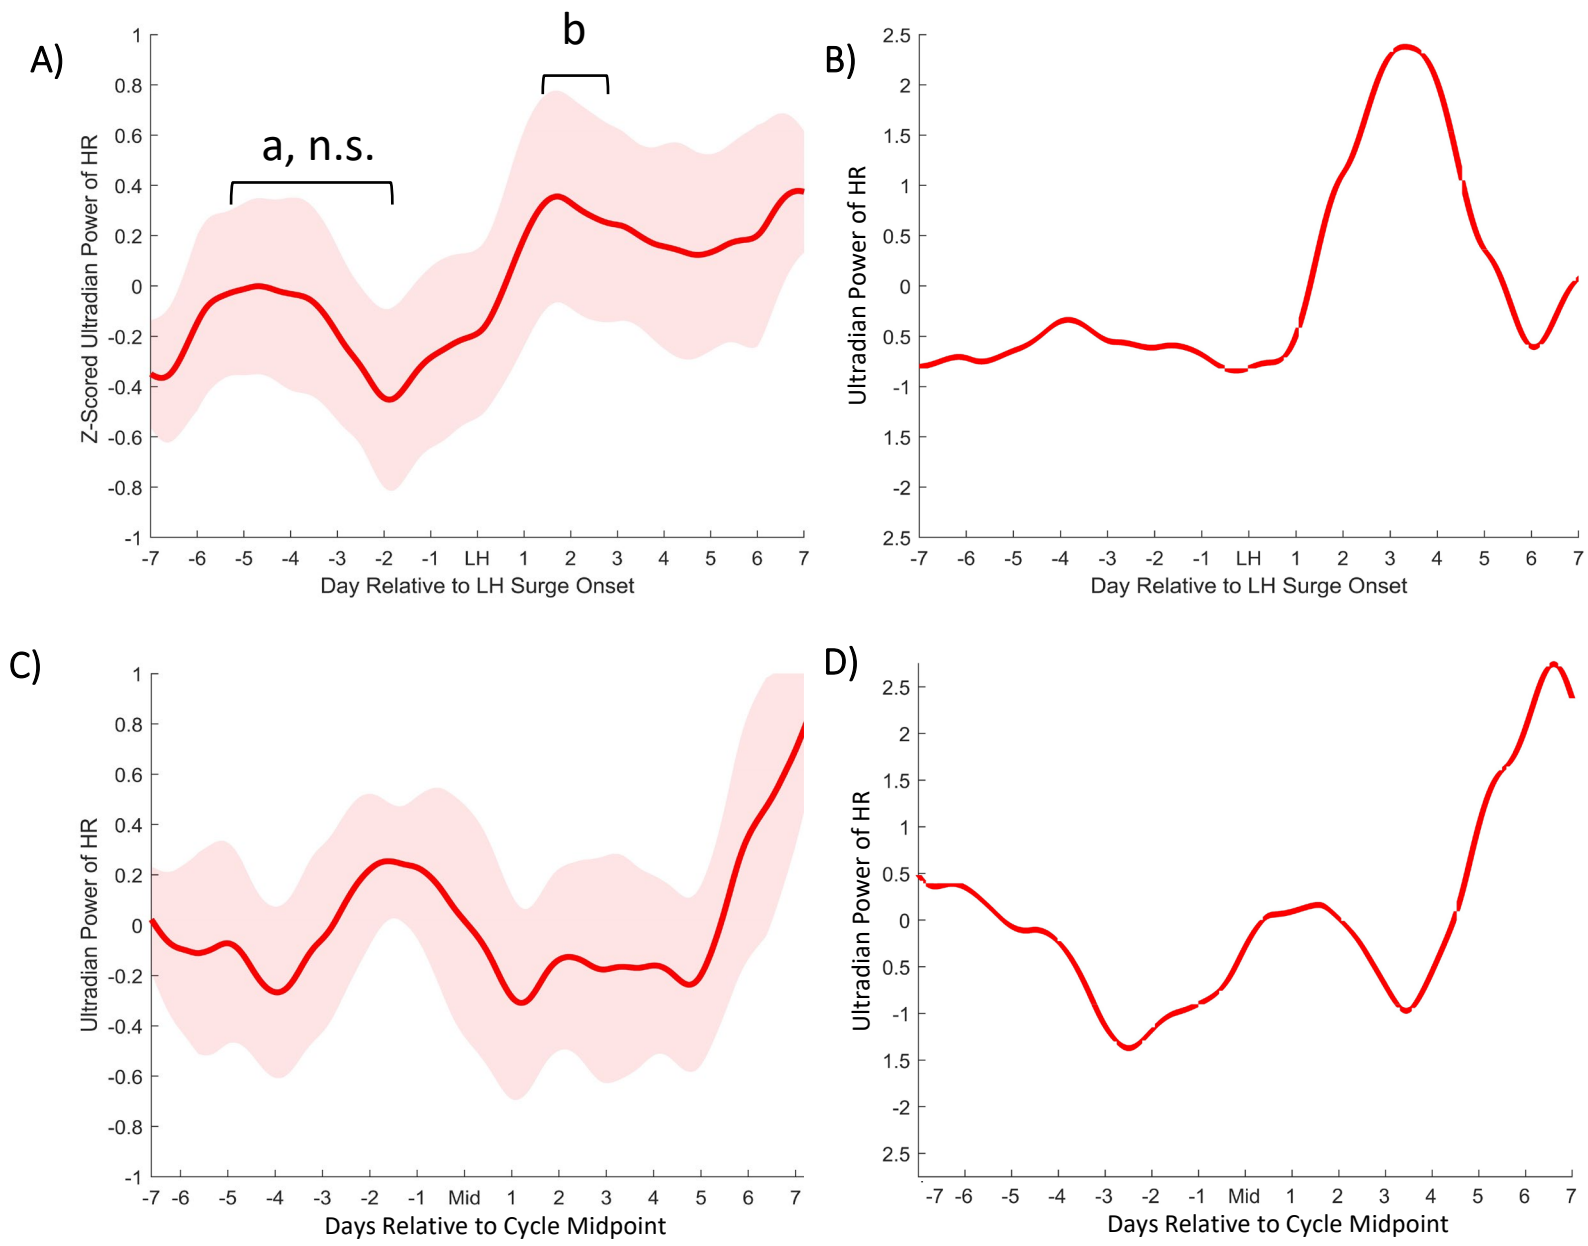 A)
b
a, n.s.
Z-Scored Ultradian Power of HR
1
0.8
0.6
0.4
0.2
0
-0.2
-0.4
-0.6
-0.8
-1
-7 -6 -5 -4 -3 -2 -1 LH 1 2 3 4 5 6 7
Day Relative to LH Surge Onset
B)
Ultradian Power of HR
2.5
2
1.5
1
0.5
0
0.5
-1
1.5
-2
2.5
-7 -6 -5 -4 -3 -2 -1 LH 1 2 3 4 5 6 7
Day Relative to LH Surge Onset
C)
Ultradian Power of HR
1
0.8
0.6
0.4
0.2
0
-0.2
-0.4
-0.6
-0.8
-1
-7 -6 -5 -4 -3 -2 -1 Mid 1 2 3 4 5 6 7
Days Relative to Cycle Midpoint
D)
Ultradian Power of HR
2.5
2
1.5
1
0.5
0
0.5
-1
1.5
-2
2.5
-7 -6 -5 -4 -3 -2 -1 Mid 1 2 3 4 5 6 7
Days Relative to Cycle Midpoint